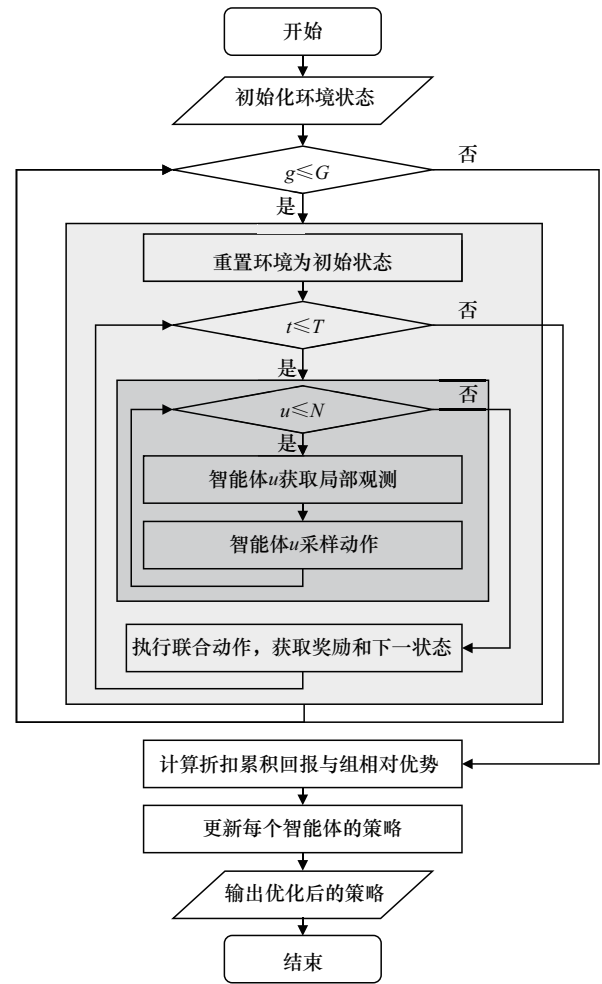 开始
初始化环境状态
否
g≤G
是
重置环境为初始状态
否
t≤T
是
否
u≤N
是
智能体u获取局部观测
智能体u采样动作
执行联合动作，获取奖励和下一状态
计算折扣累积回报与组相对优势
更新每个智能体的策略
输出优化后的策略
结束